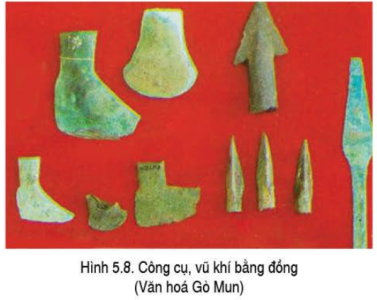 Hình 5.8. Công cụ, vũ khí bằng đồng
(Văn hoá Gò Mun)